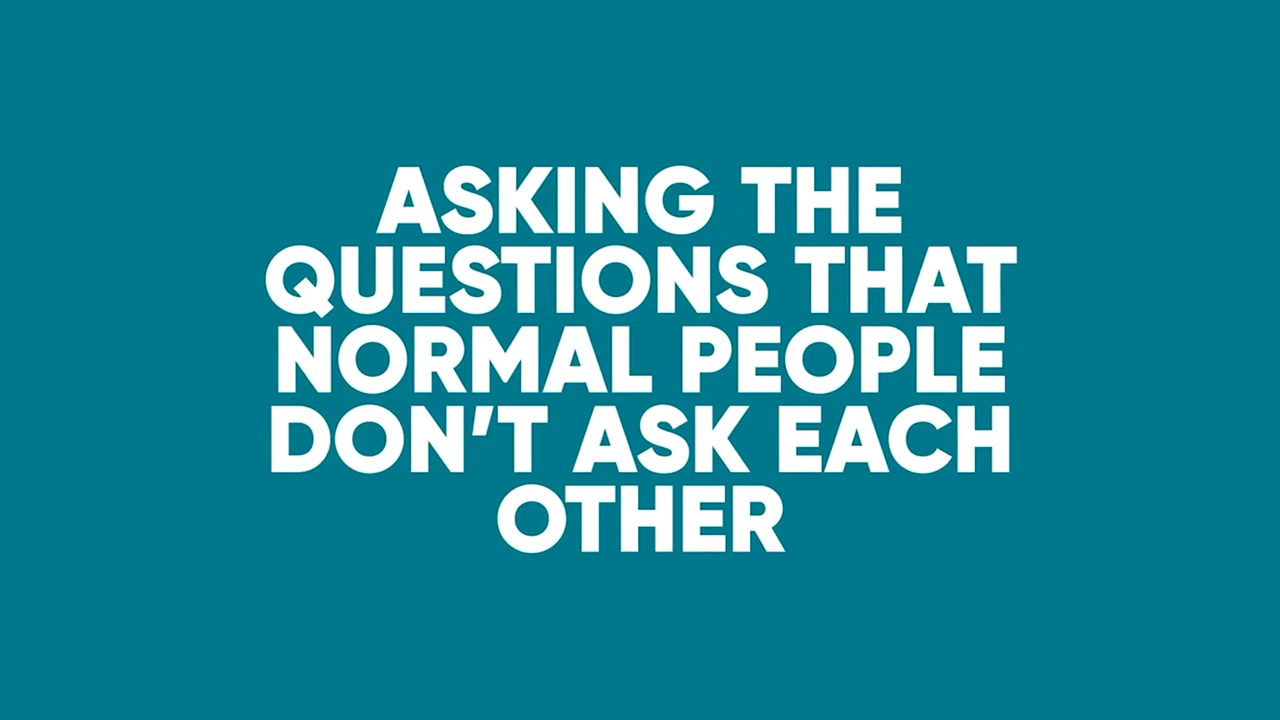 ASKING THE
QUESTIONS THAT
NORMAL PEOPLE
DON’T ASK EACH
OTHER